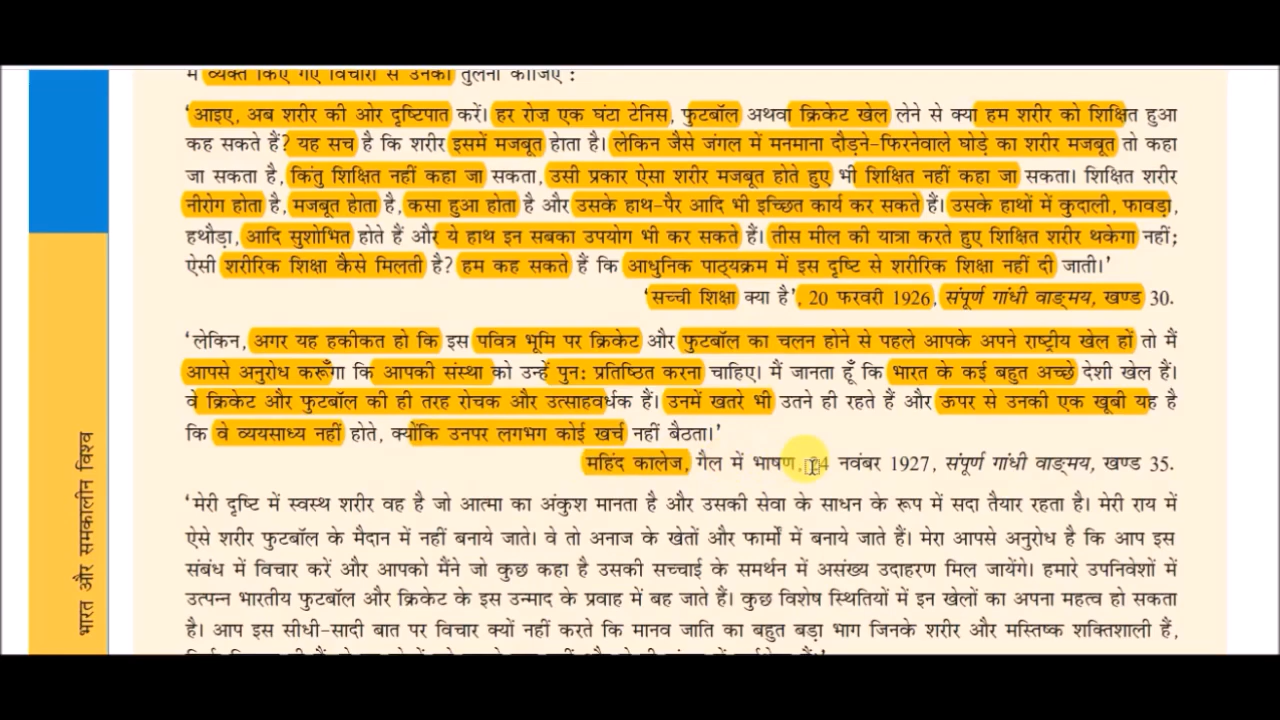 में व्यक्त किए गए विचारों से उनकी तुलना कीजिए :
‘आइए, अब शरीर की ओर दृष्टिपात करें। हर रोज़ एक घंटा टेनिस, फुटबॉल अथवा क्रिकेट खेल लेने से क्या हम शरीर को शिक्षित हुआ
कह सकते हैं? यह सच है कि शरीर इसमें मजबूत होता है। लेकिन जैसे जंगल में मनमाना दौड़ने-फिरनेवाले घोड़े का शरीर मजबूत तो कहा
जा सकता है, किंतु शिक्षित नहीं कहा जा सकता, उसी प्रकार ऐसा शरीर मजबूत होते हुए भी शिक्षित नहीं कहा जा सकता। शिक्षित शरीर
नीरोग होता है, मजबूत होता है, कसा हुआ होता है और उसके हाथ-पैर आदि भी इच्छित कार्य कर सकते हैं। उसके हाथों में कुदाली, फावड़ा,
हथौड़ा, आदि सुशोभित होते हैं और ये हाथ इन सबका उपयोग भी कर सकते हैं। तीस मील की यात्रा करते हुए शिक्षित शरीर थकेगा नहीं;
ऐसी शरीरिक शिक्षा कैसे मिलती है? हम कह सकते हैं कि आधुनिक पाठ्यक्रम में इस दृष्टि से शरीरिक शिक्षा नहीं दी जाती।’
‘सच्ची शिक्षा क्या है’, 20 फरवरी 1926, संपूर्ण गांधी वाङ्मय, खण्ड 30.
‘लेकिन, अगर यह हकीकत हो कि इस पवित्र भूमि पर क्रिकेट और फुटबॉल का चलन होने से पहले आपके अपने राष्ट्रीय खेल हों तो मैं
आपसे अनुरोध करूँगा कि आपकी संस्था को उन्हें पुन: प्रतिष्ठित करना चाहिए। मैं जानता हूँ कि भारत के कई बहुत अच्छे देशी खेल हैं।
वे क्रिकेट और फुटबॉल की ही तरह रोचक और उत्साहवर्धक हैं। उनमें खतरे भी उतने ही रहते हैं और ऊपर से उनकी एक खूबी यह है
कि वे व्ययसाध्य नहीं होते, क्योंकि उनपर लगभग कोई खर्च नहीं बैठता।’
महिंद कालेज, गैल में भाषण, 24 नवंबर 1927, संपूर्ण गांधी वाङ्मय, खण्ड 35.
‘मेरी दृष्टि में स्वस्थ शरीर वह है जो आत्मा का अंकुश मानता है और उसकी सेवा के साधन के रूप में सदा तैयार रहता है। मेरी राय में
ऐसे शरीर फुटबॉल के मैदान में नहीं बनाये जाते। वे तो अनाज के खेतों और फार्मों में बनाये जाते हैं। मेरा आपसे अनुरोध है कि आप इस
संबंध में विचार करें और आपको मैंने जो कुछ कहा है उसकी सच्चाई के समर्थन में असंख्य उदाहरण मिल जायेंगे। हमारे उपनिवेशों में
उत्पन्न भारतीय फुटबॉल और क्रिकेट के इस उन्माद के प्रवाह में बह जाते हैं। कुछ विशेष स्थितियों में इन खेलों का अपना महत्व हो सकता
है। आप इस सीधी-सादी बात पर विचार क्यों नहीं करते कि मानव जाति का बहुत बड़ा भाग जिनके शरीर और मस्तिष्क शक्तिशाली हैं,
भारत और समकालीन विश्व